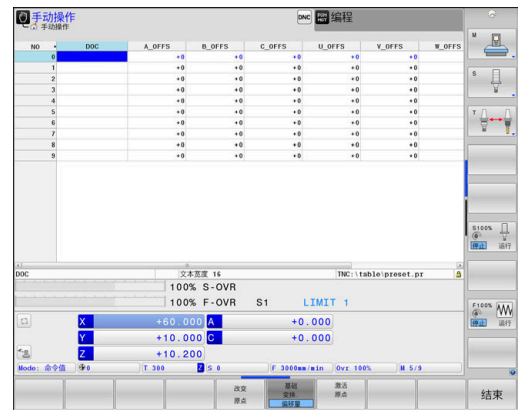 手动操作 DNC 编程
手动操作
NO DOC A_OFFS B_OFFS C_OFFS U_OFFS V_OFFS W_OFFS
0 +0 +0 +0 +0 +0
1 +0 +0 +0 +0 +0
2 +0 +0 +0 +0 +0
3 +0 +0 +0 +0 +0
4 +0 +0 +0 +0 +0
5 +0 +0 +0 +0 +0
6 +0 +0 +0 +0 +0
7 +0 +0 +0 +0 +0
8 +0 +0 +0 +0 +0
9 +0 +0 +0 +0 +0
DOC 文本宽度 16 TNC:\table\preset.pr
100% S-OVR
100% F-OVR S1 LIMIT 1
X +60.000 A +0.000
Y +10.000 C +0.000
Z +10.200
Mode: 命令值 0 T 300 Z S 0 F 3000mm/min Ovr 100% M 5/9
改变
原点
基础
变换.
偏移量
激活
原点
结束
M
S
T
S100%
停止 运行
F100%
停止 运行